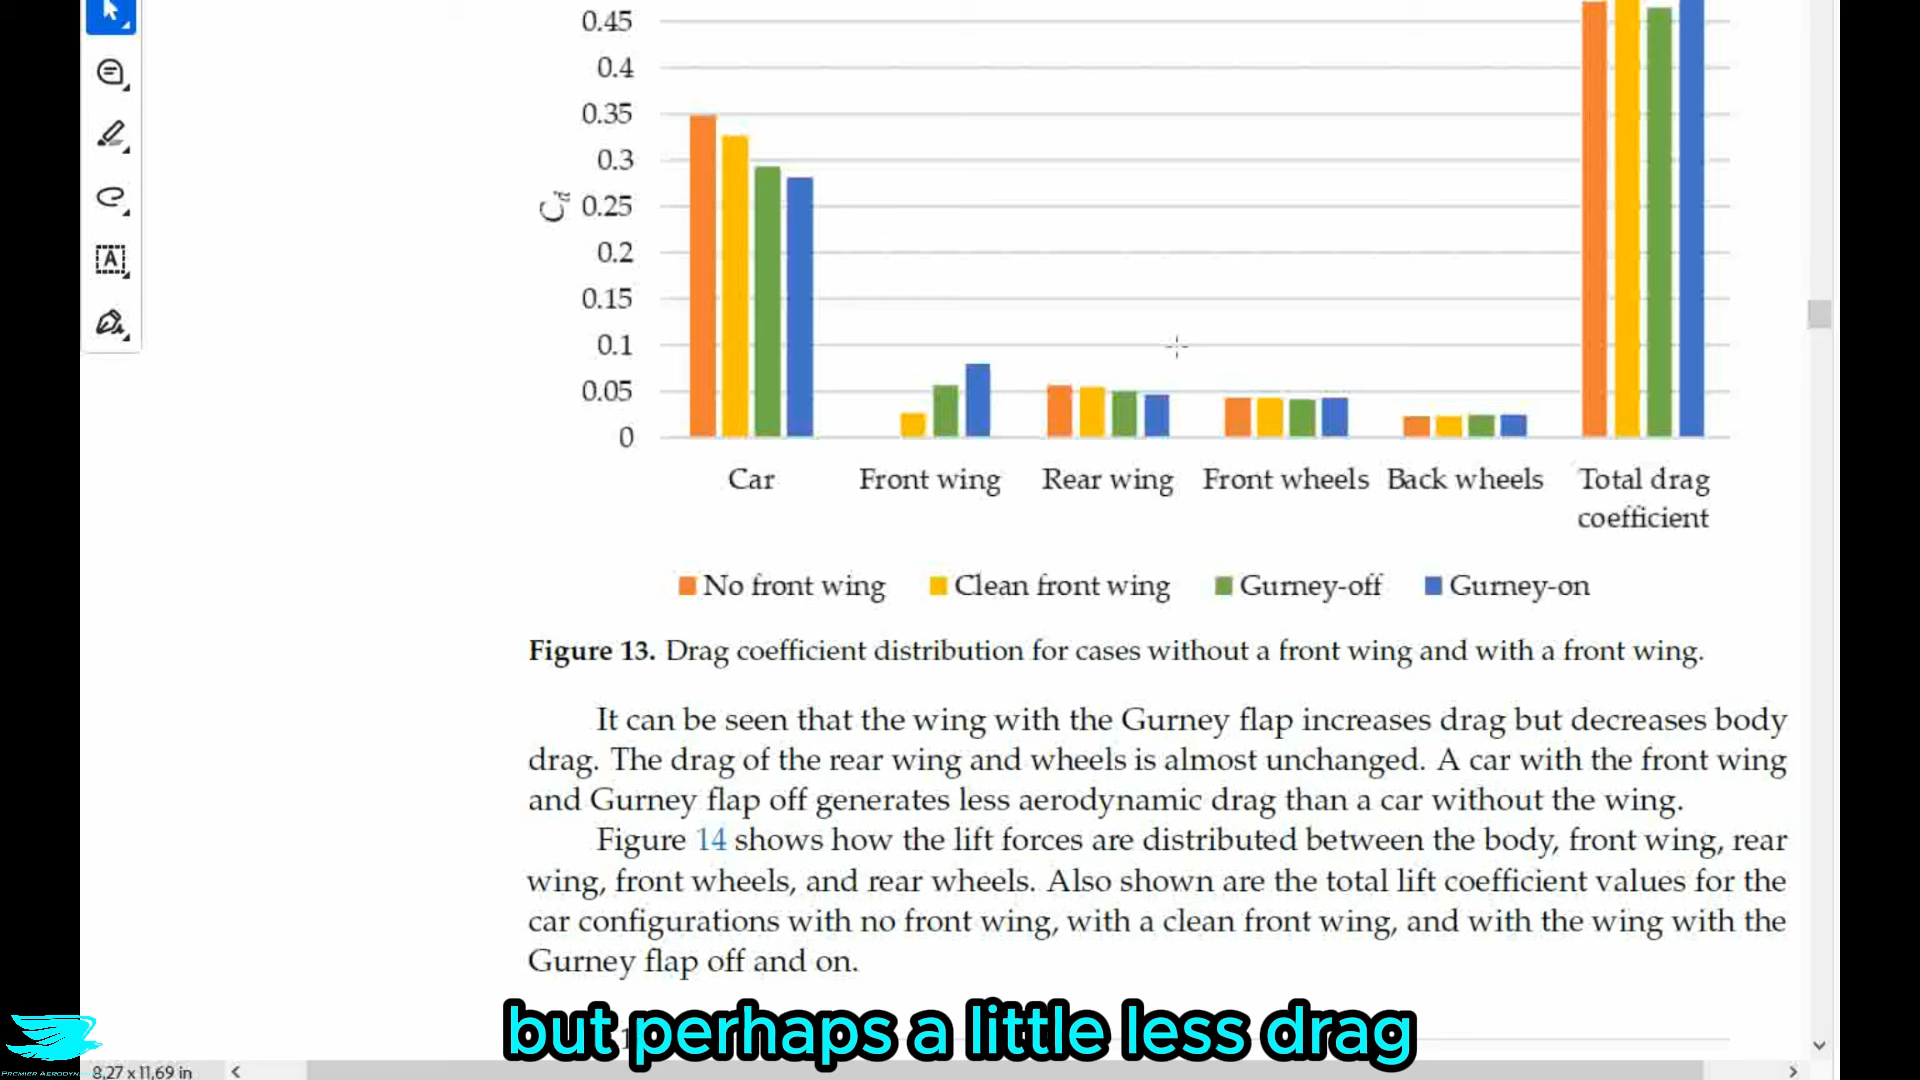 0.45
0.4
0.35
0.3
0.25
0.2
0.15
0.1
0.05
0
Cd
Car
Front wing
Rear wing
Front wheels
Back wheels
Total drag
coefficient
No front wing
Clean front wing
Gurney-off
Gurney-on
Figure 13. Drag coefficient distribution for cases without a front wing and with a front wing.
It can be seen that the wing with the Gurney flap increases drag but decreases body
drag. The drag of the rear wing and wheels is almost unchanged. A car with the front wing
and Gurney flap off generates less aerodynamic drag than a car without the wing.
Figure 14 shows how the lift forces are distributed between the body, front wing, rear
wing, front wheels, and rear wheels. Also shown are the total lift coefficient values for the
car configurations with no front wing, with a clean front wing, and with the wing with the
Gurney flap off and on.
but perhaps a little less drag
8,27 x 11,69 in